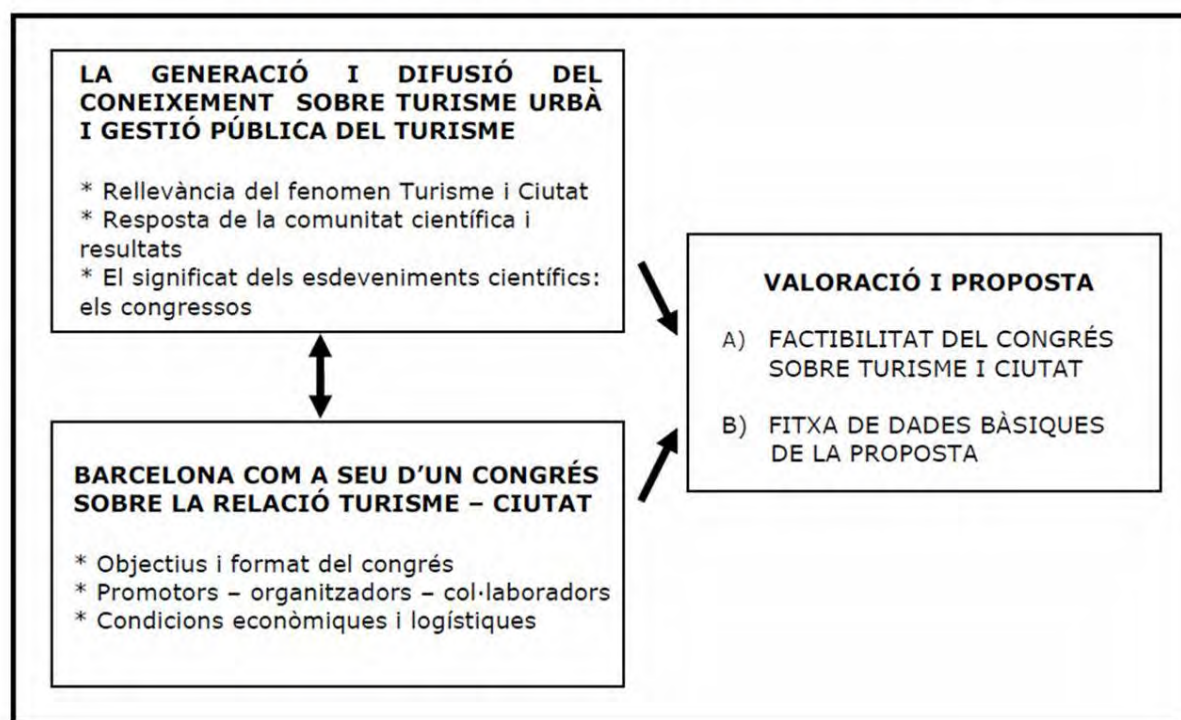 LA GENERACIÓ I DIFUSIÓ DEL
CONEIXEMENT SOBRE TURISME URBÀ
I GESTIÓ PÚBLICA DEL TURISME
* Rellevància del fenomen Turisme i Ciutat
* Resposta de la comunitat científica i
resultats
* El significat dels esdeveniments científics:
els congressos
BARCELONA COM A SEU D’UN CONGRÉS
SOBRE LA RELACIÓ TURISME – CIUTAT
* Objectius i format del congrés
* Promotors – organitzadors – col·laboradors
* Condicions econòmiques i logístiques
VALORACIÓ I PROPOSTA
A) FACTIBILITAT DEL CONGRÉS
SOBRE TURISME I CIUTAT
B) FITXA DE DADES BÀSIQUES
DE LA PROPOSTA